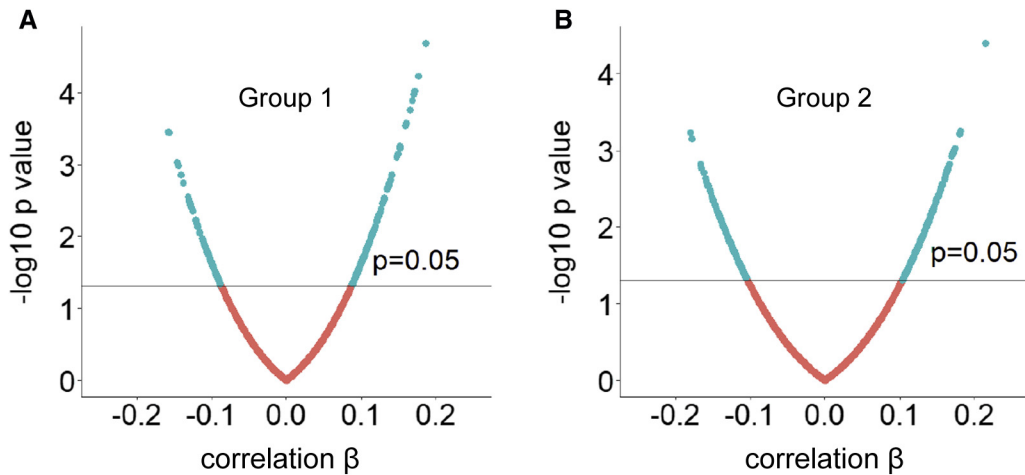 A
-log10 p value
4
3
2
1
0
Group 1
p=0.05
-0.2 -0.1 0.0 0.1 0.2
correlation β
B
-log10 p value
4
3
2
1
0
Group 2
p=0.05
-0.2 -0.1 0.0 0.1 0.2
correlation β